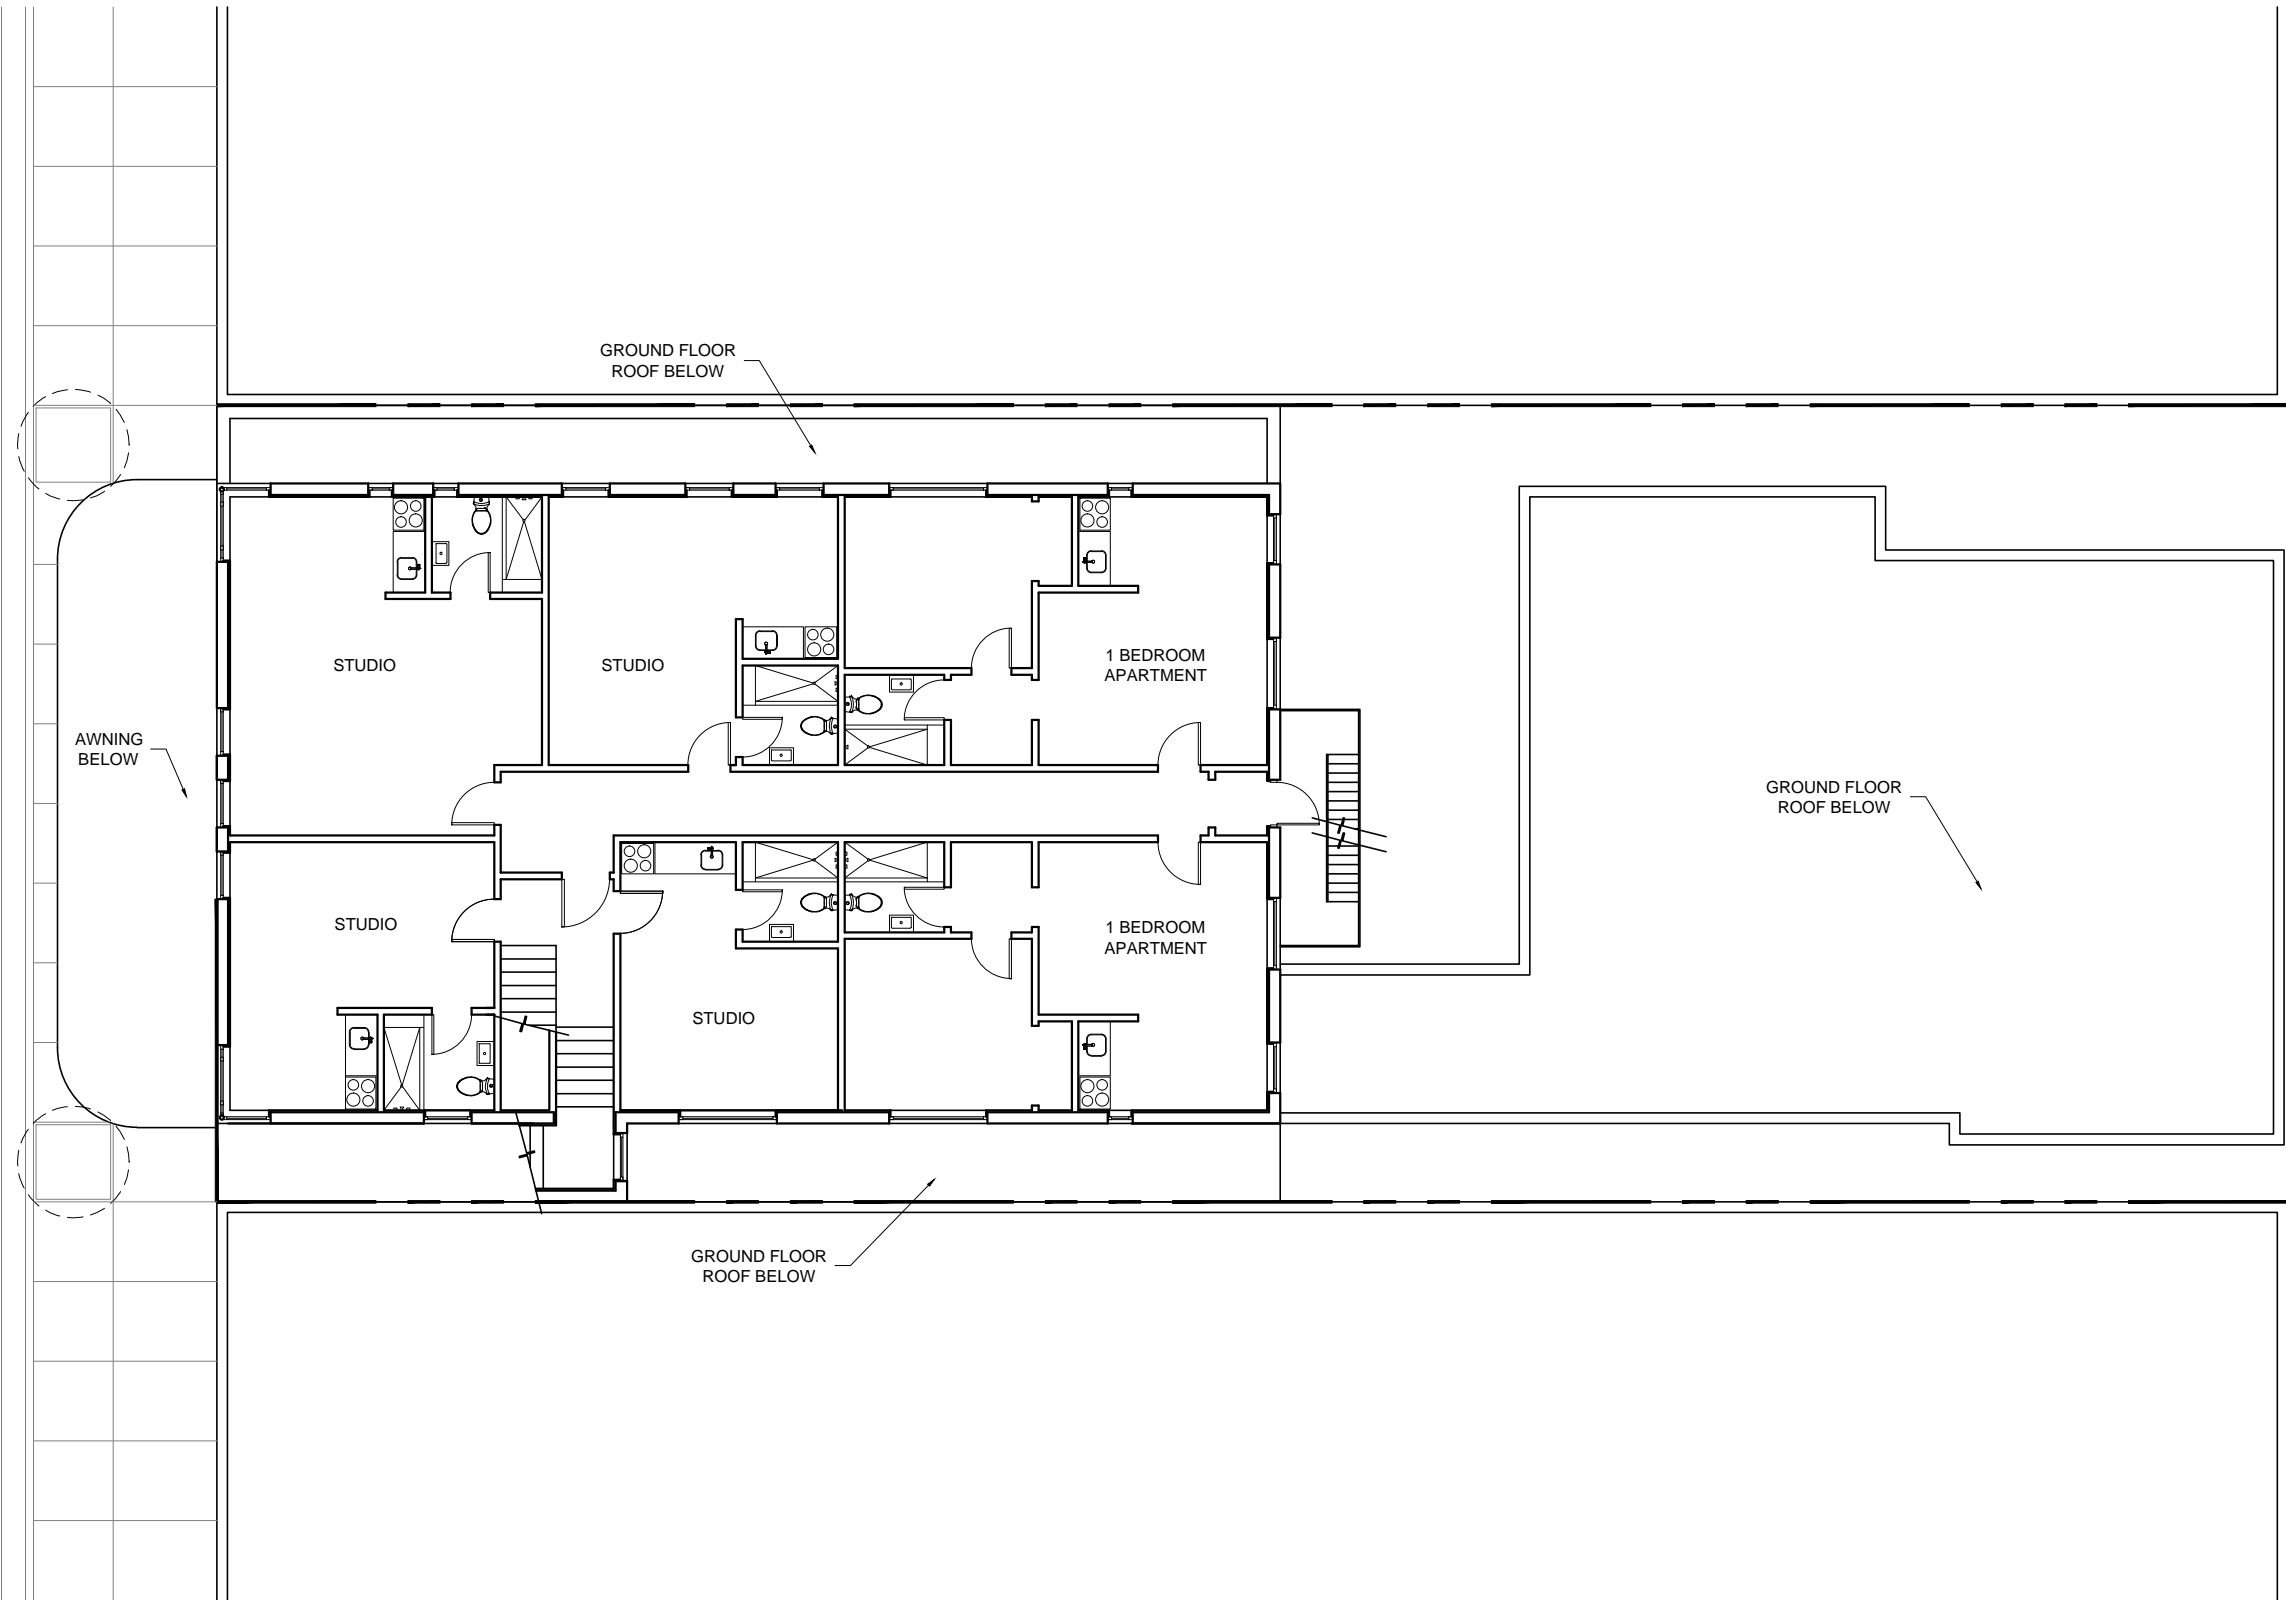 GROUND FLOOR
ROOF BELOW
STUDIO
STUDIO
1 BEDROOM
APARTMENT
AWNING
BELOW
GROUND FLOOR
ROOF BELOW
STUDIO
1 BEDROOM
APARTMENT
STUDIO
GROUND FLOOR
ROOF BELOW